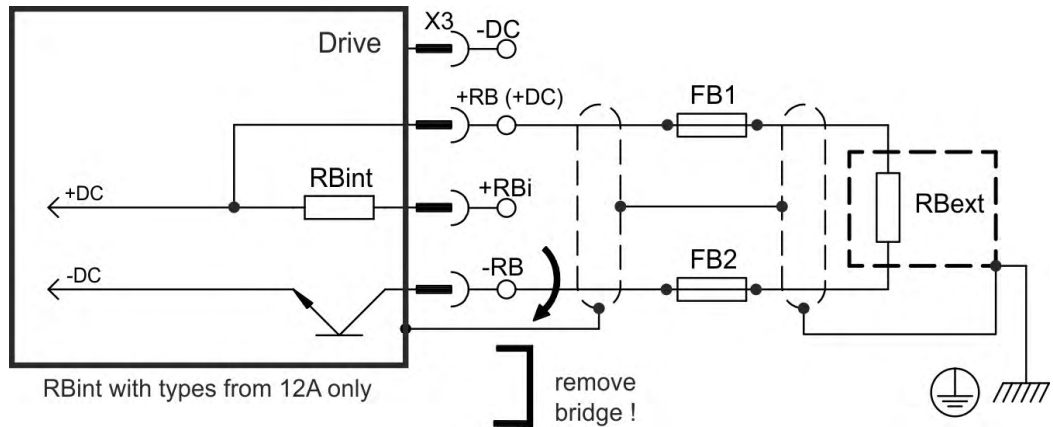 Drive
X3
-DC
+RB (+DC)
FB1
+DC
RBint
+RBi
RBext
-DC
-RB
FB2
RBint with types from 12A only
remove
bridge !